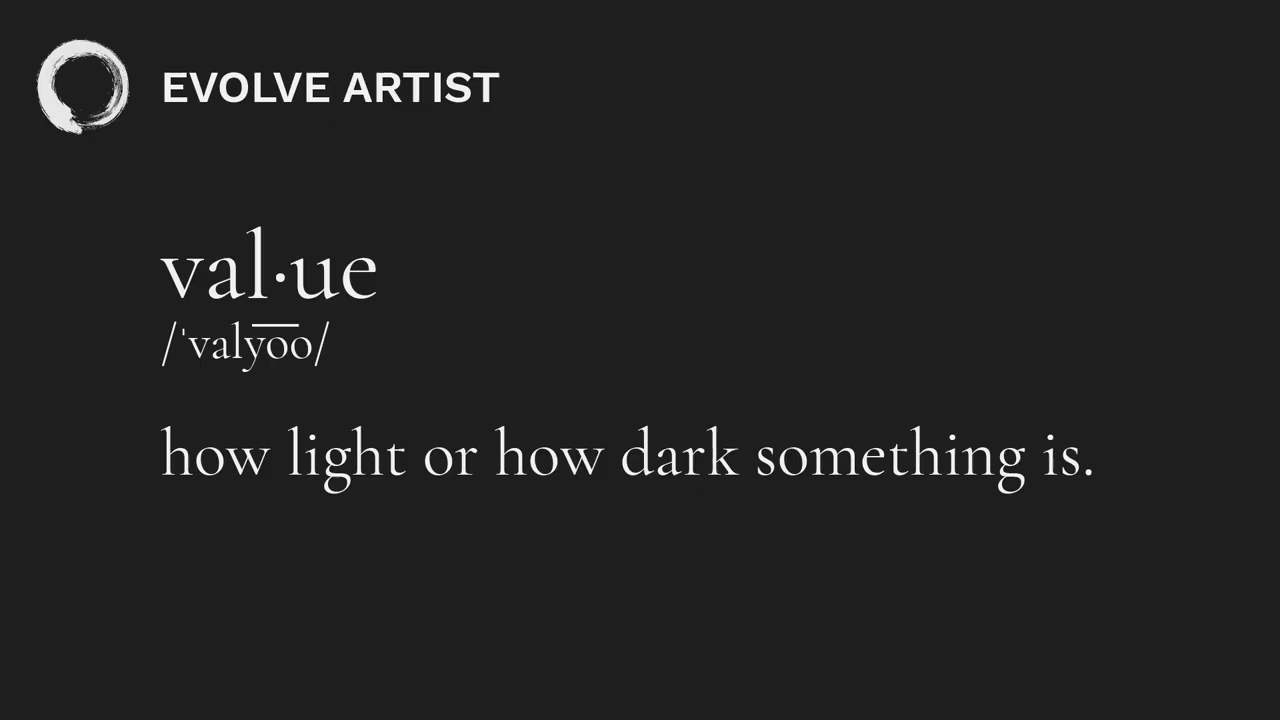 EVOLVE ARTIST
val·ue
/ˈvalyo͞o/
how light or how dark something is.